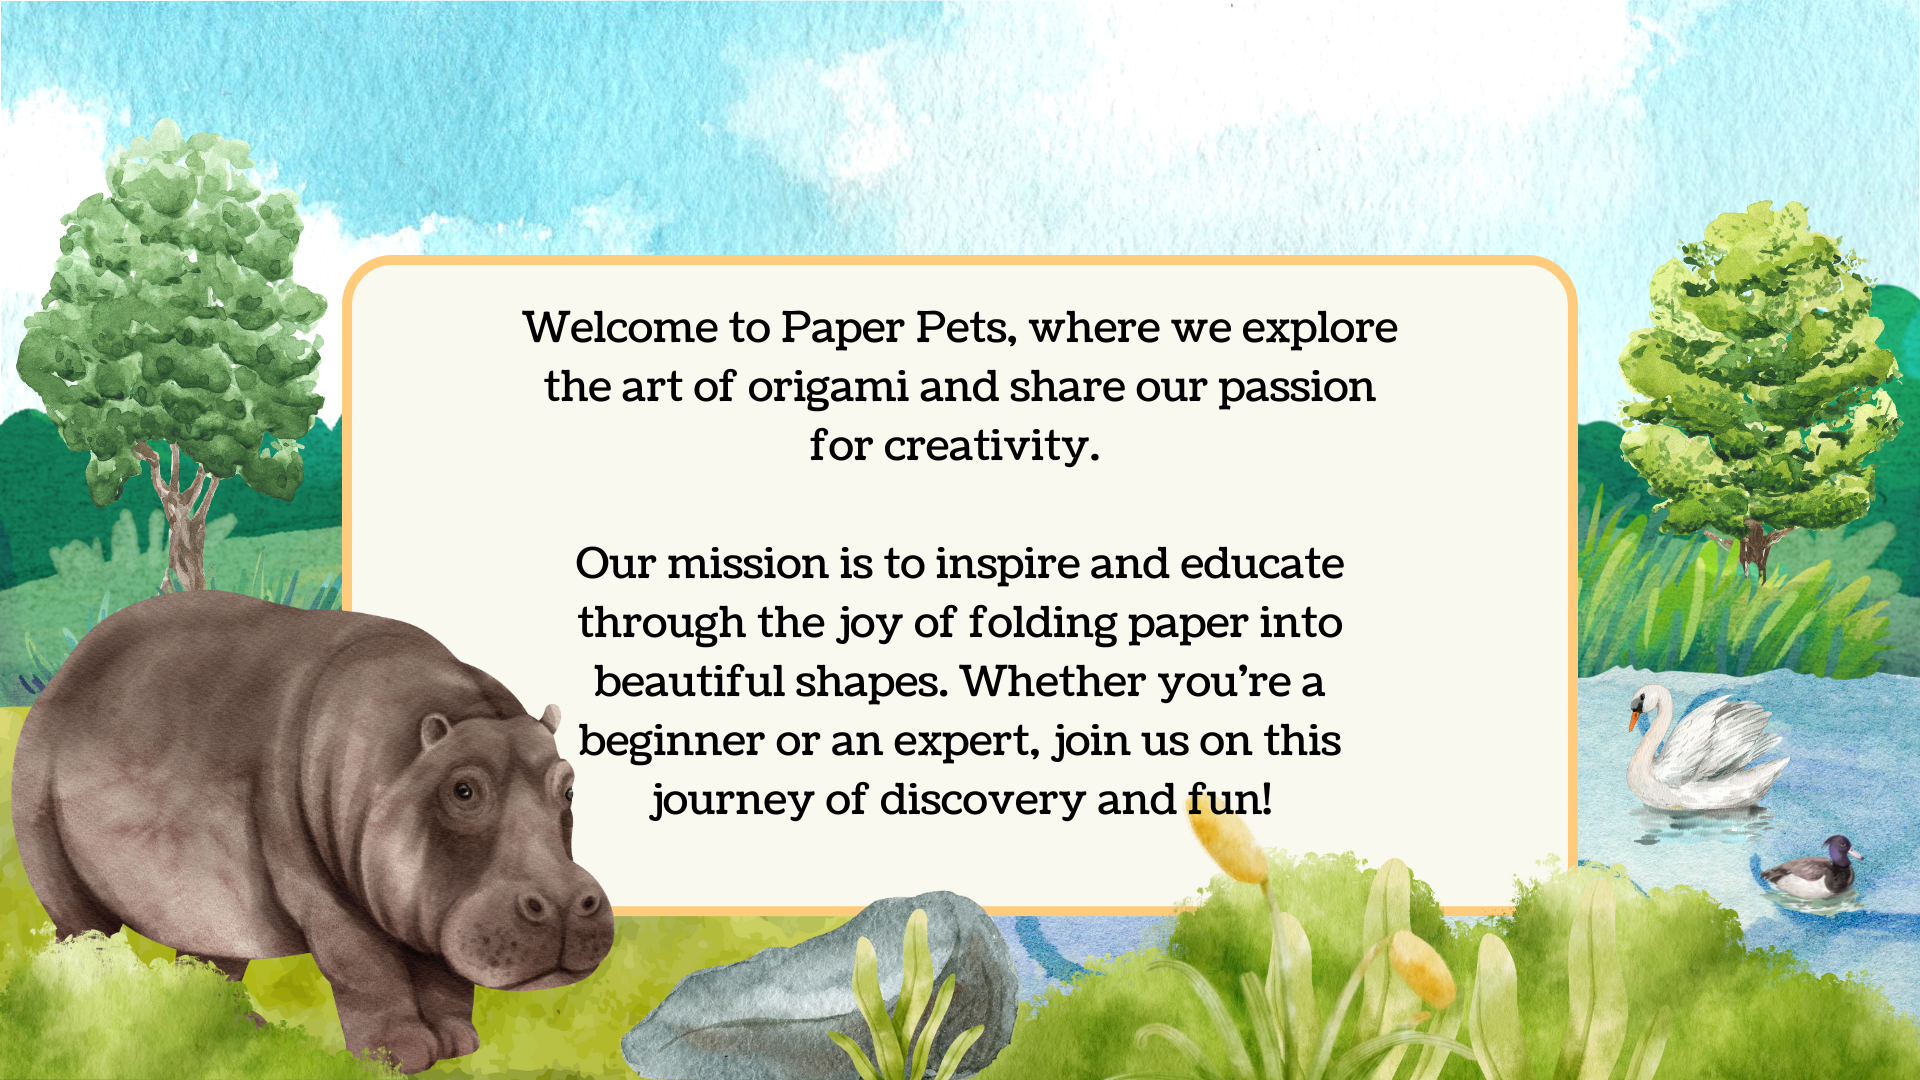 Welcome to Paper Pets, where we explore
the art of origami and share our passion
for creativity.
Our mission is to inspire and educate
through the joy of folding paper into
beautiful shapes. Whether you’re a
beginner or an expert, join us on this
journey of discovery and fun!